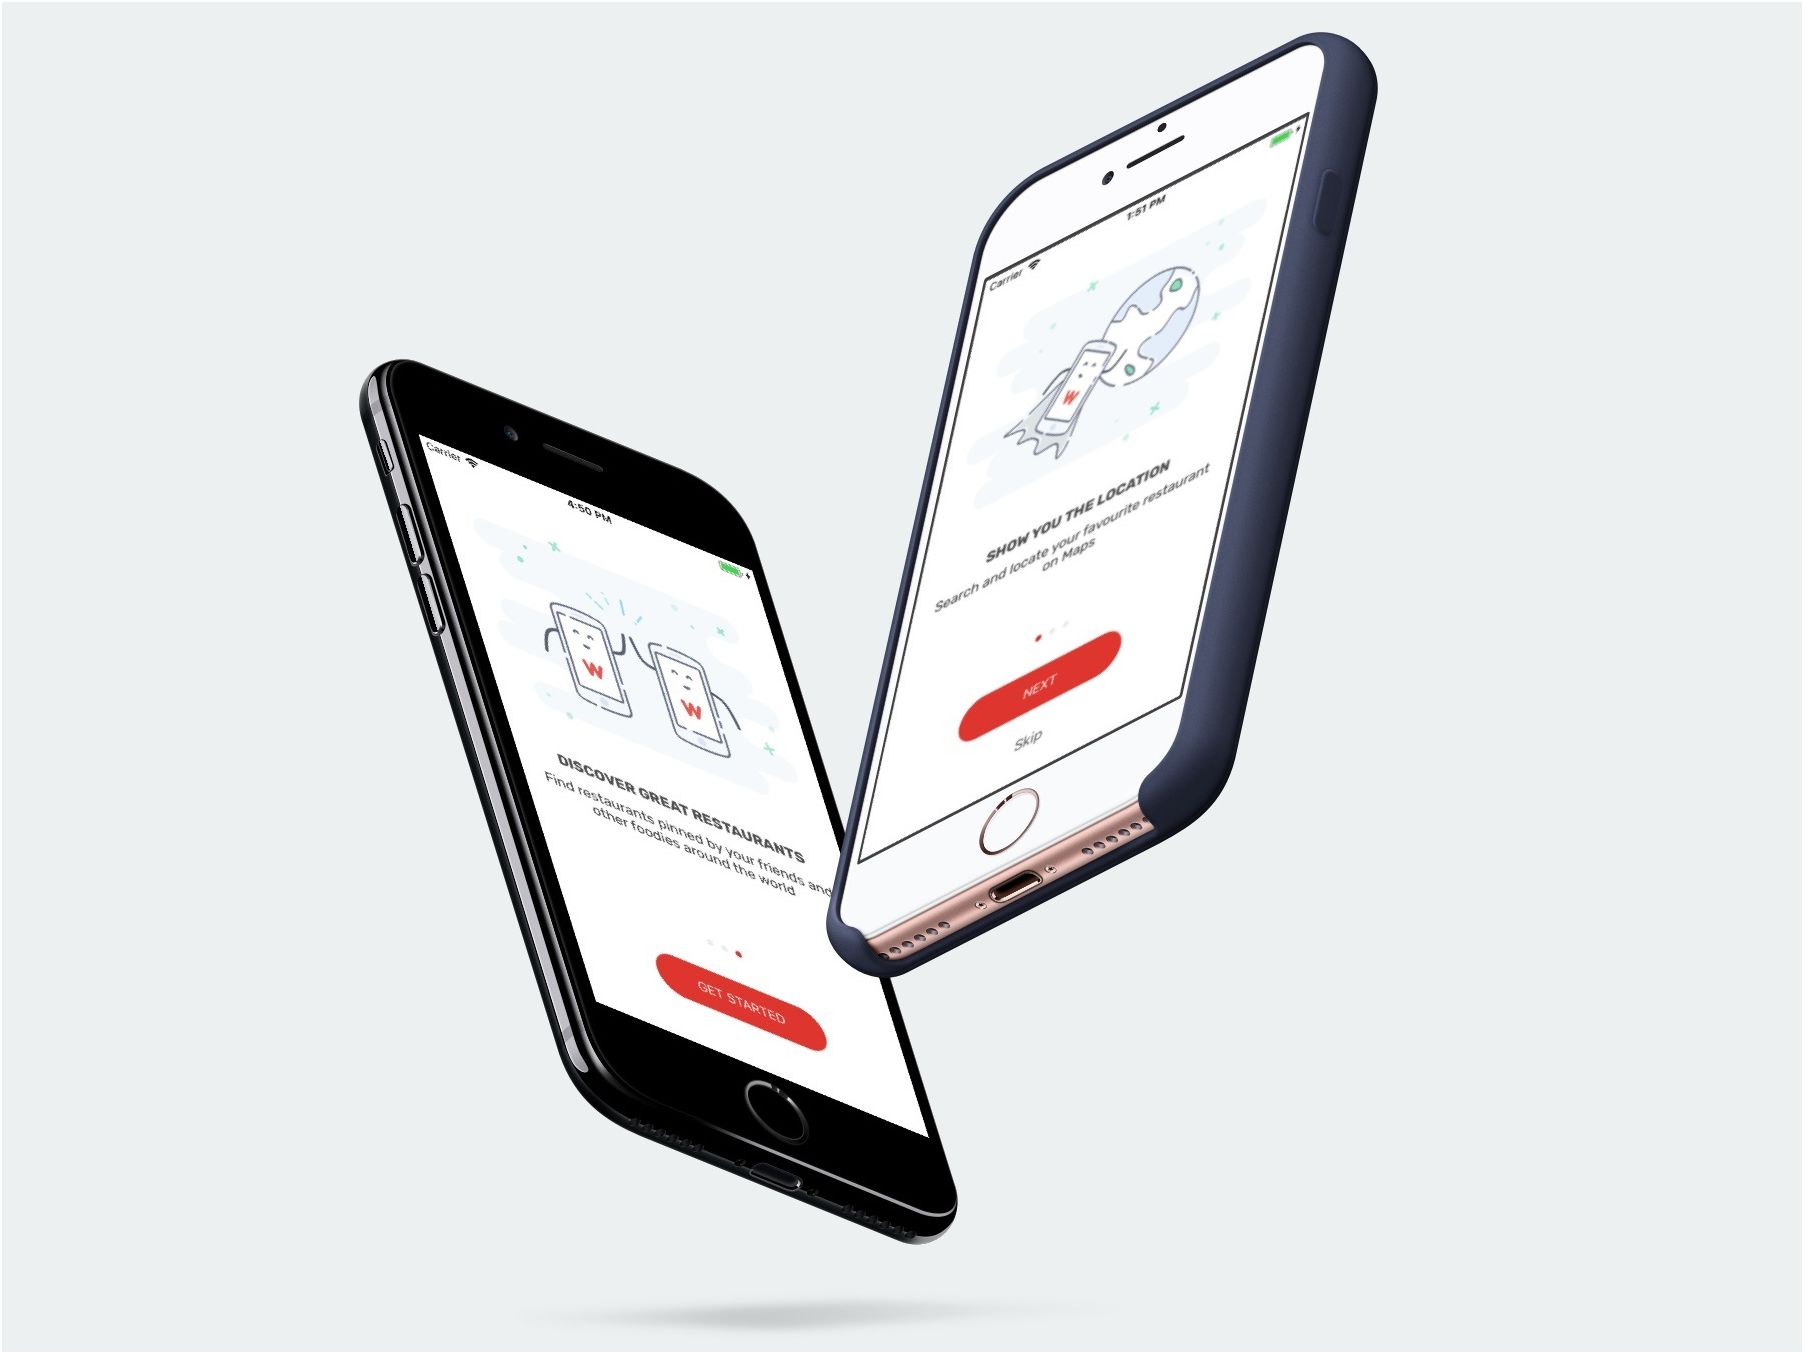 Carrier
4:50 PM
W
W
DISCOVER GREAT RESTAURANTS
Find restaurants pinned by your friends and
other foodies around the world
GET STARTED
Carrier
1:51 PM
W
SHOW YOU THE LOCATION
Search and locate your favourite restaurant
on Maps
NEXT
Skip